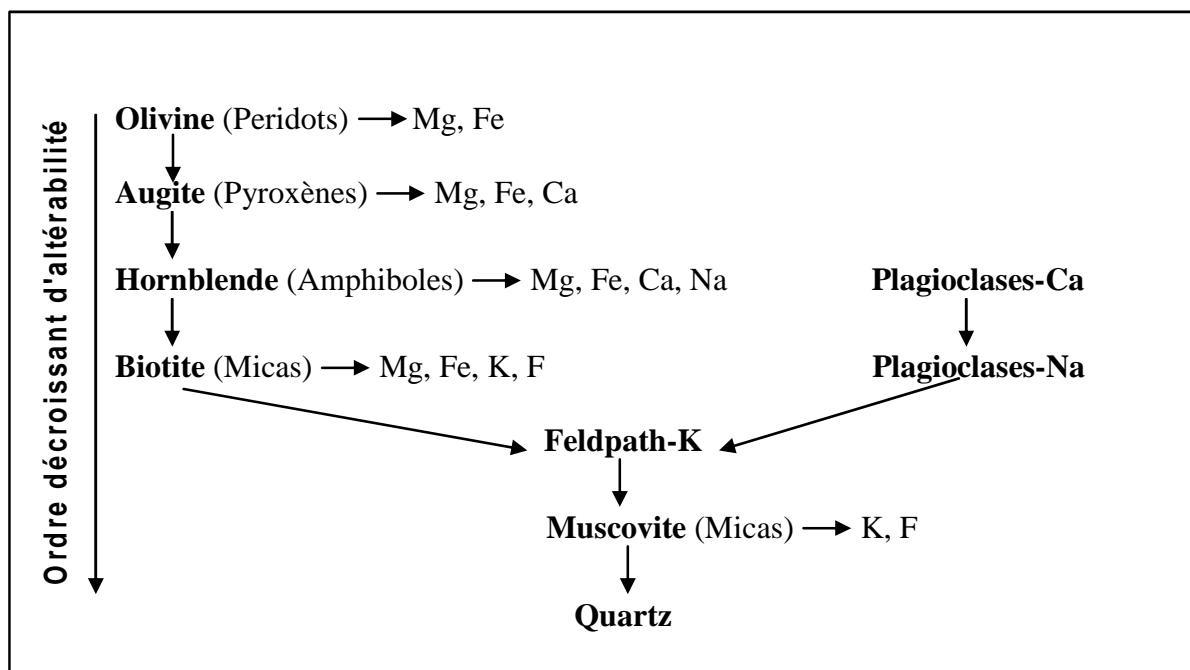 Ordre décroissant d'altérabilité
Olivine (Peridots) → Mg, Fe
Augite (Pyroxènes) → Mg, Fe, Ca
Hornblende (Amphiboles) → Mg, Fe, Ca, Na
Plagioclases-Ca
Biotite (Micas) → Mg, Fe, K, F
Plagioclases-Na
Feldpath-K
Muscovite (Micas) → K, F
Quartz